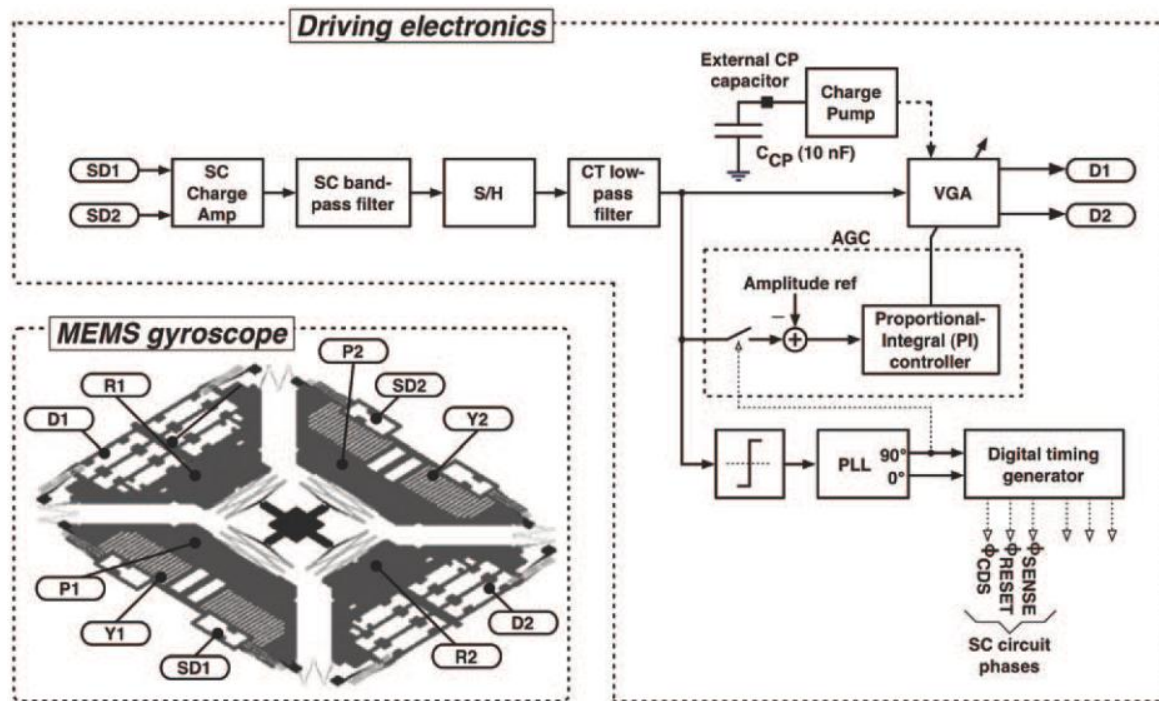 Driving electronics
External CP
capacitor
Charge
Pump
C_CP (10 nF)
SD1
SD2
SC
Charge
Amp
SC band-
pass filter
S/H
CT low-
pass
filter
VGA
D1
D2
AGC
Amplitude ref
−
+
Proportional-
Integral (PI)
controller
PLL
90°
0°
Digital timing
generator
ΦCDS
ΦRESET
ΦSENSE
SC circuit
phases
MEMS gyroscope
P2
R1
SD2
D1
Y2
P1
Y1
SD1
D2
R2